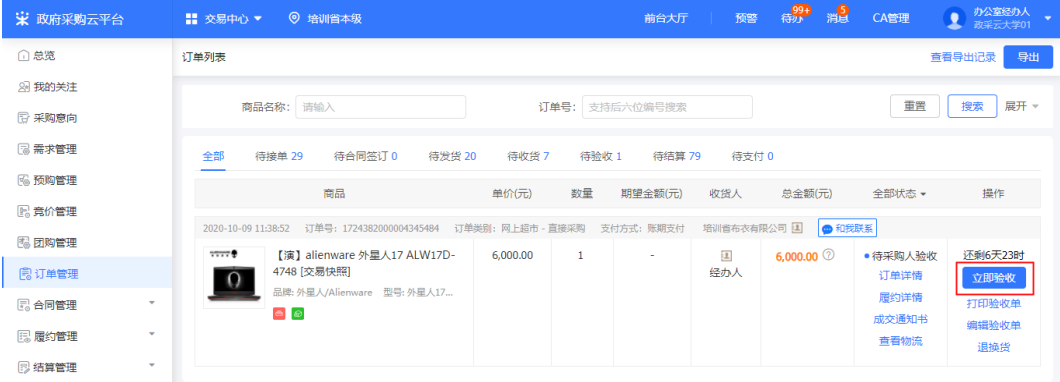 政府采购云平台 交易中心 培训省本级 前台大厅 预警 待办 99+ 消息 5 CA管理 办公室经办人
政采云大学01
总览
我的关注
采购意向
需求管理
预购管理
竞价管理
团购管理
订单管理
合同管理
履约管理
结算管理
订单列表 查看导出记录 导出
商品名称: 请输入 订单号: 支持后六位编号搜索 重置 搜索 展开
全部 待接单 29 待合同签订 0 待发货 20 待收货 7 待验收 1 待结算 79 待支付 0
商品 单价(元) 数量 期望金额(元) 收货人 总金额(元) 全部状态 操作
2020-10-09 11:38:52 订单号: 1724382000004345484 订单类别: 网上超市 - 直接采购 支付方式: 账期支付 培训省布衣有限公司 和我联系
【演】alienware 外星人17 ALW17D-
4748 [交易快照]
品牌: 外星人/Alienware 型号: 外星人17...
6,000.00 1 - 经办人 6,000.00
待采购人验收
订单详情
履约详情
成交通知书
查看物流
还剩6天23时
立即验收
打印验收单
编辑验收单
退换货